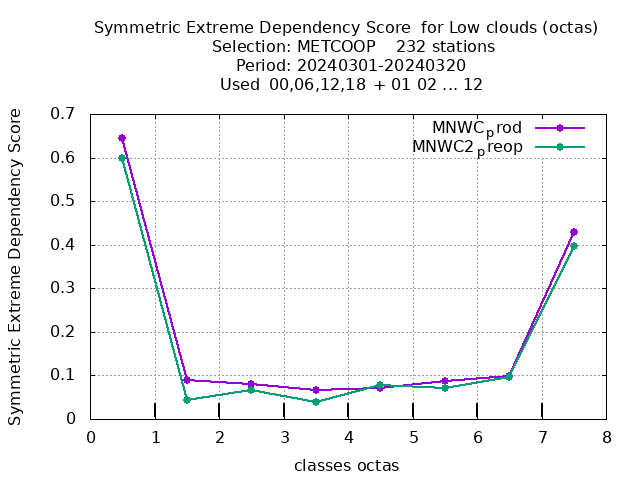 Symmetric Extreme Dependency Score  for Low clouds (octas)
Selection: METCOOP    232 stations
Period: 20240301-20240320
Used  00,06,12,18  + 01 02 ... 12
Symmetric Extreme Dependency Score
0.7
0.6
0.5
0.4
0.3
0.2
0.1
0
MNWCprod
MNWC2preop
0 1 2 3 4 5 6 7 8
classes octas